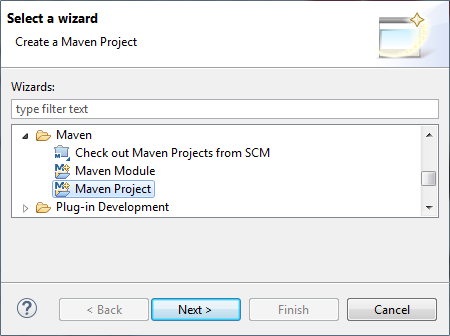 Select a wizard
Create a Maven Project
Wizards:
type filter text
Maven
Check out Maven Projects from SCM
Maven Module
Maven Project
Plug-in Development
?
< Back
Next >
Finish
Cancel